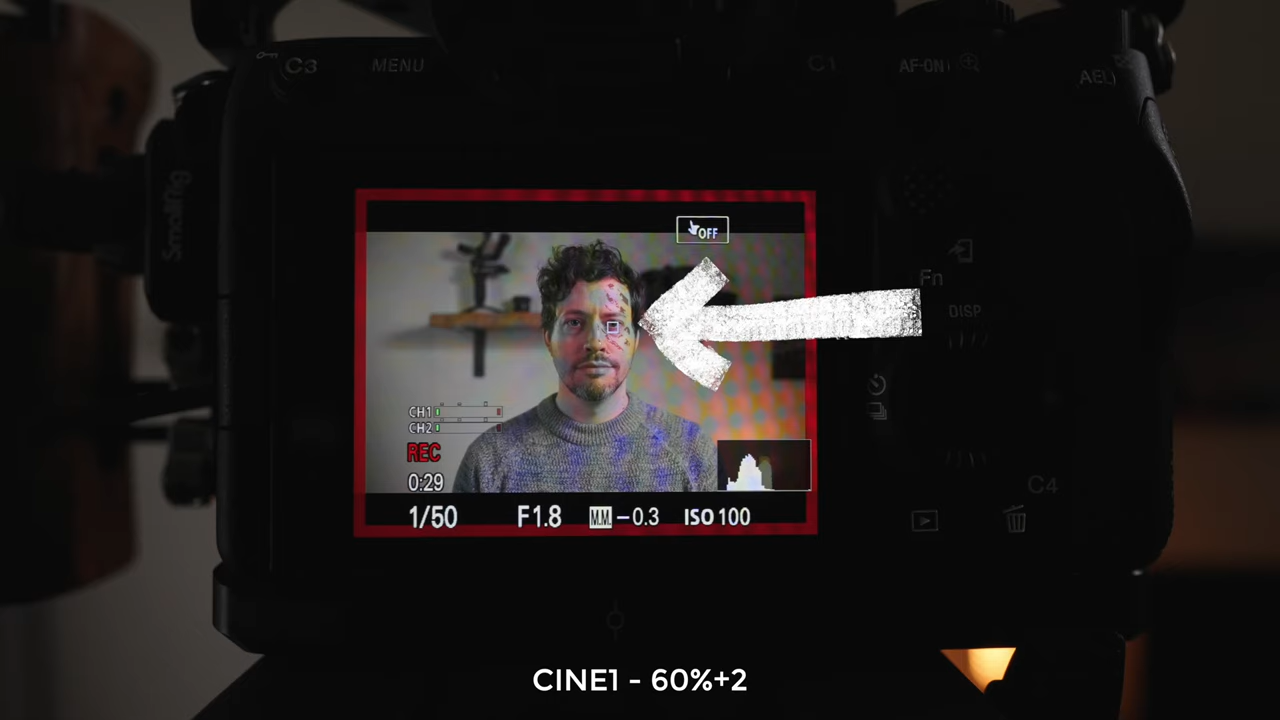 C3
MENU
C1
AF-ON
AEL
SmallRig
OFF
Fn
DISP
CH1
CH2
REC
0:29
1/50
F1.8
M.M. –0.3
ISO 100
C4
CINE1 - 60%+2